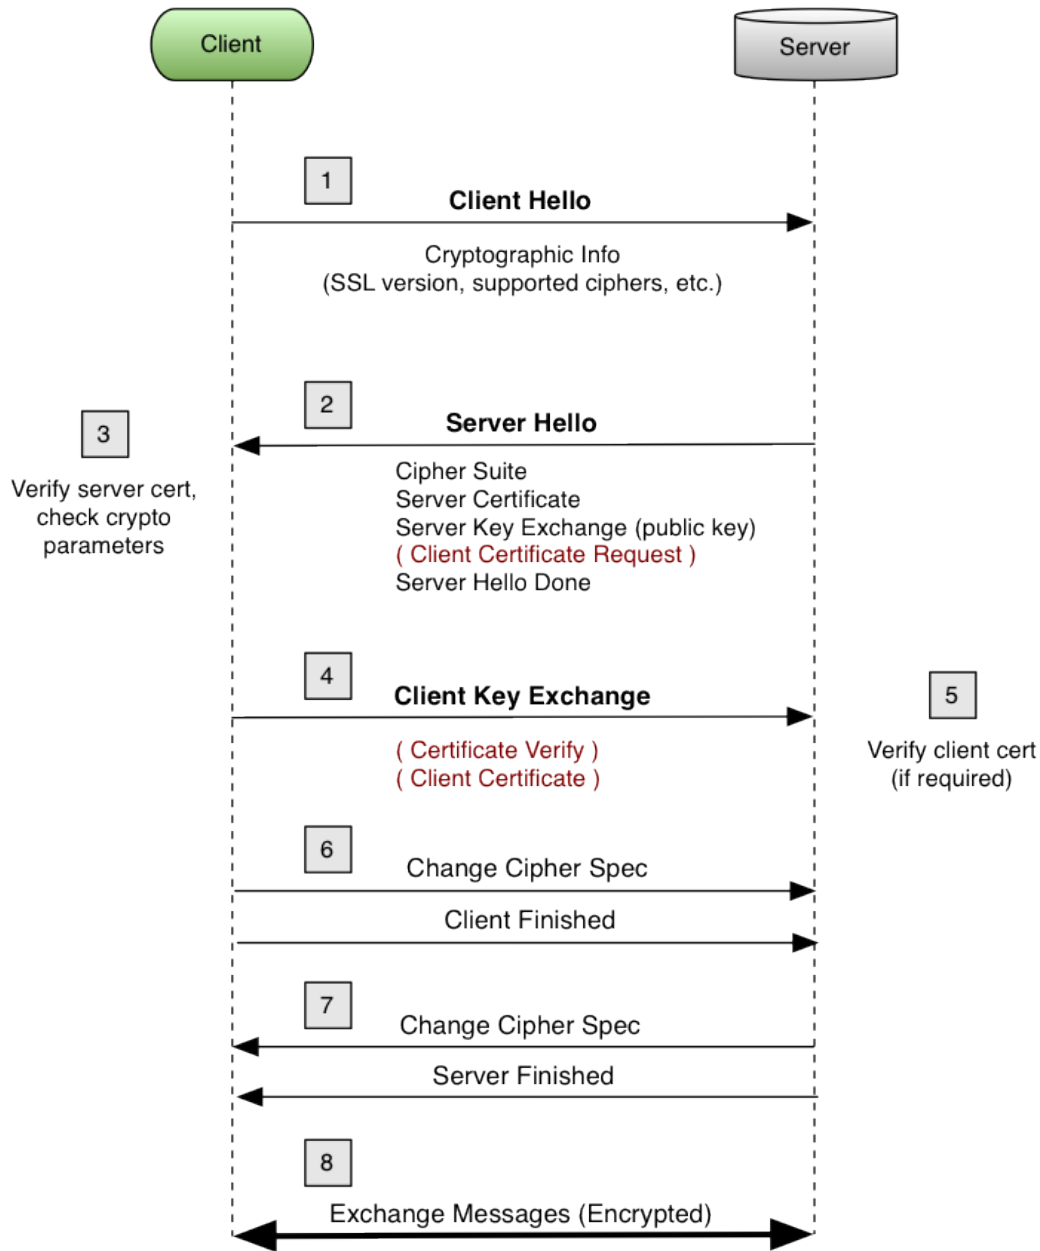 Client
Server
1
Client Hello
Cryptographic Info
(SSL version, supported ciphers, etc.)
2
Server Hello
3
Verify server cert,
check crypto
parameters
Cipher Suite
Server Certificate
Server Key Exchange (public key)
( Client Certificate Request )
Server Hello Done
4
Client Key Exchange
( Certificate Verify )
( Client Certificate )
5
Verify client cert
(if required)
6
Change Cipher Spec
Client Finished
7
Change Cipher Spec
Server Finished
8
Exchange Messages (Encrypted)